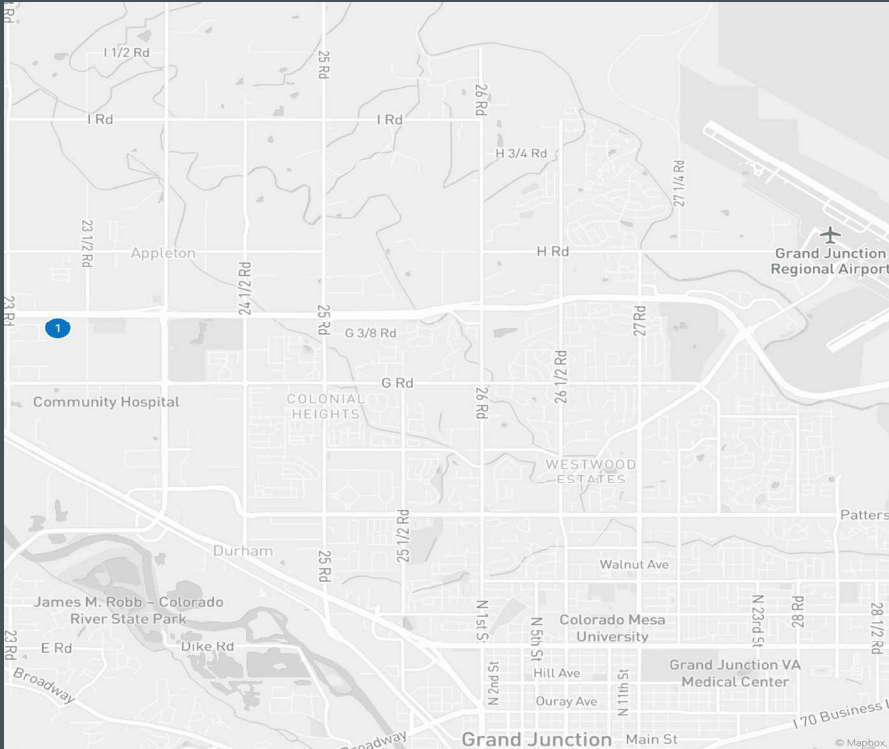 I 1/2 Rd
25 Rd
26 Rd
I Rd
I Rd
H 3/4 Rd
27 1/4 Rd
23 1/2 Rd
Appleton
H Rd
Grand Junction
Regional Airport
24 1/2 Rd
23 Rd
25 Rd
27 Rd
1
G 3/8 Rd
26 1/2 Rd
G Rd
Community Hospital
COLONIAL
HEIGHTS
26 Rd
WESTWOOD
ESTATES
Patters
25 1/2 Rd
Durham
25 Rd
Walnut Ave
James M. Robb – Colorado
River State Park
N 1st St
N 5th St
Colorado Mesa
University
N 23rd St
28 Rd
28 1/2 Rd
23 Rd
E Rd
Dike Rd
N 2nd St
Hill Ave
N 11th St
Grand Junction VA
Medical Center
Broadway
Ouray Ave
I 70 Business
Broadway
Grand Junction
Main St
© Mapbox,